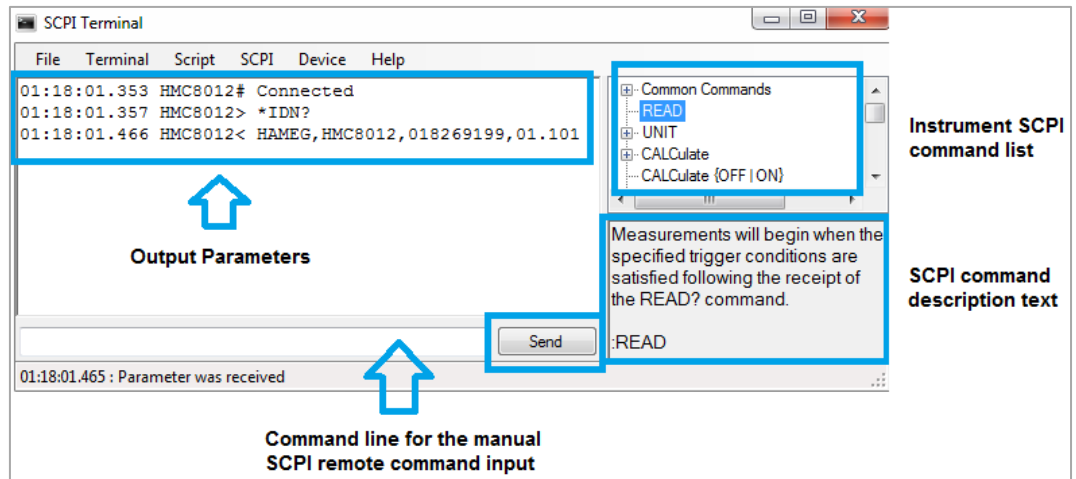 SCPI Terminal
File Terminal Script SCPI Device Help
01:18:01.353 HMC8012# Connected
01:18:01.357 HMC8012> *IDN?
01:18:01.466 HMC8012< HAMEG,HMC8012,018269199,01.101
Output Parameters
Send
01:18:01.465 : Parameter was received
Command line for the manual
SCPI remote command input
Common Commands
READ
UNIT
CALCulate
CALCulate {OFF|ON}
Instrument SCPI
command list
Measurements will begin when the
specified trigger conditions are
satisfied following the receipt of
the READ? command.
:READ
SCPI command
description text